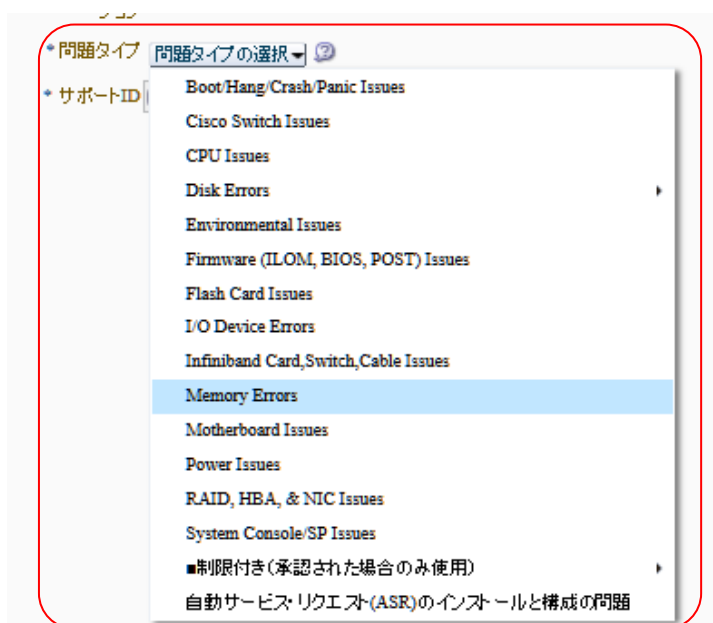 ーション
*問題タイプ 問題タイプの選択
*サポートID
Boot/Hang/Crash/Panic Issues
Cisco Switch Issues
CPU Issues
Disk Errors
Environmental Issues
Firmware (ILOM, BIOS, POST) Issues
Flash Card Issues
I/O Device Errors
Infiniband Card,Switch,Cable Issues
Memory Errors
Motherboard Issues
Power Issues
RAID, HBA, & NIC Issues
System Console/SP Issues
■制限付き(承認された場合のみ使用)
自動サービス・リクエスト(ASR)のインストールと構成の問題